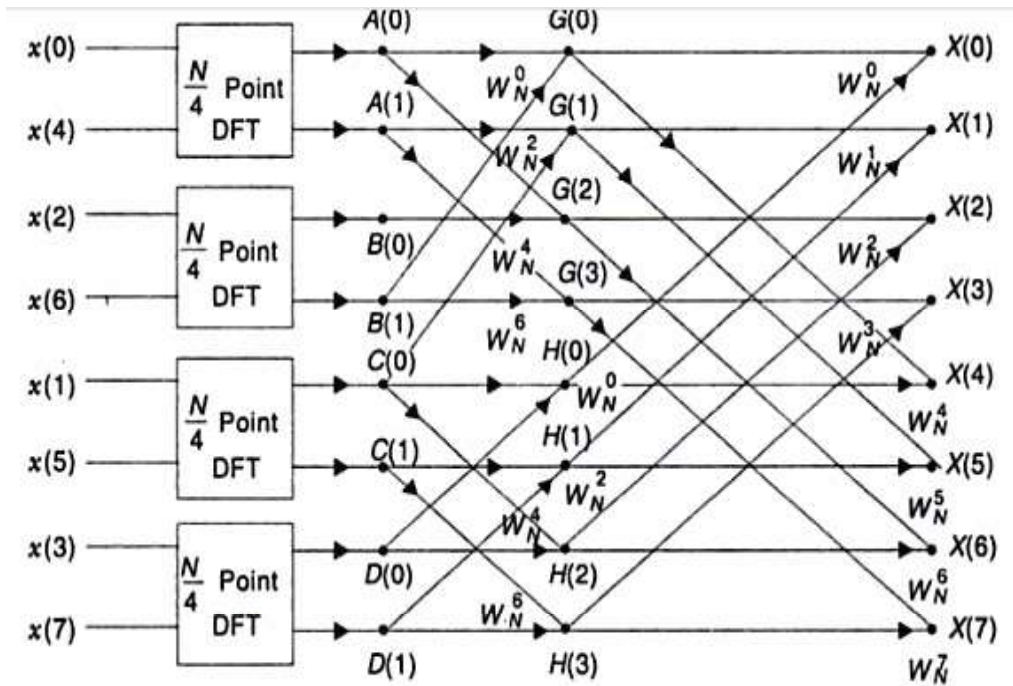 A(0) G(0)
x(0) X(0)
N/4 Point DFT
W_N^0 W_N^0
A(1) G(1)
x(4) X(1)
W_N^2 W_N^1
G(2)
x(2) X(2)
N/4 Point DFT
B(0)
W_N^4 W_N^2
G(3)
x(6) X(3)
B(1)
W_N^6 W_N^3
C(0) H(0)
x(1) X(4)
N/4 Point DFT
W_N^0 W_N^4
C(1) H(1)
x(5) X(5)
W_N^2
W_N^4 W_N^5
x(3) X(6)
N/4 Point DFT
D(0) H(2)
W_N^6 W_N^6
x(7) X(7)
D(1) H(3) W_N^7